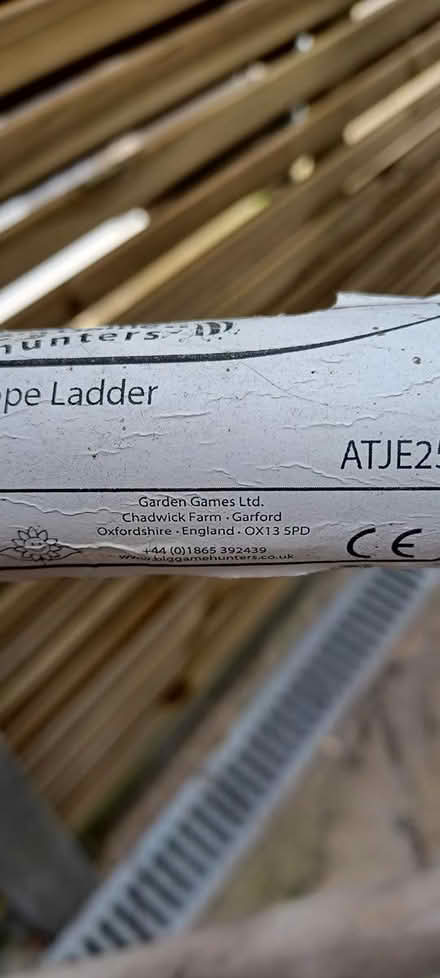 hunters
ope Ladder
ATJE25
Garden Games Ltd.
Chadwick Farm · Garford
Oxfordshire · England · OX13 5PD
+44 (0)1865 392439
www.biggamehunters.co.uk
CE